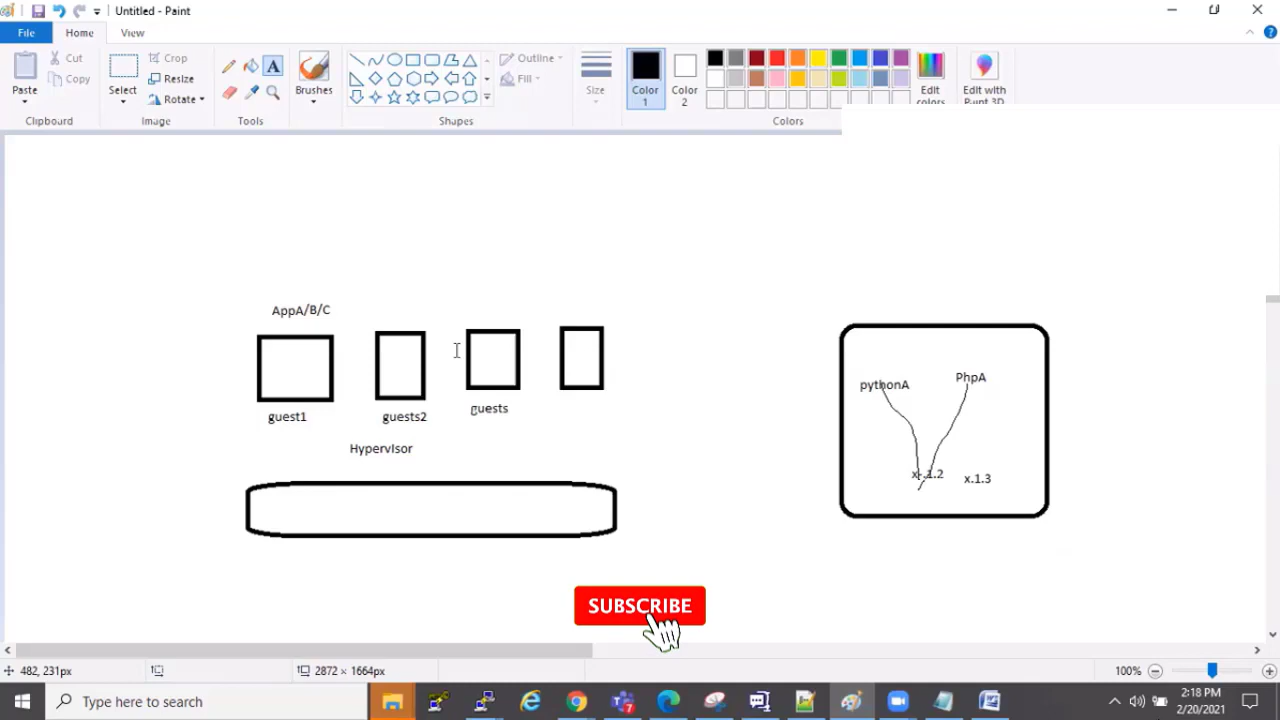 Untitled - Paint
File
Home
View
Paste
Cut
Copy
Clipboard
Select
Crop
Resize
Rotate
Image
A
Tools
Brushes
Outline
Fill
Shapes
Size
Color 1
Color 2
Edit colors
Colors
Edit with Paint 3D
AppA/B/C
guest1
guests2
guests
HypervIsor
pythonA
PhpA
x-.1.2
x.1.3
SUBSCRIBE
482, 231px
2872 × 1664px
100%
Type here to search
2:18 PM
2/20/2021